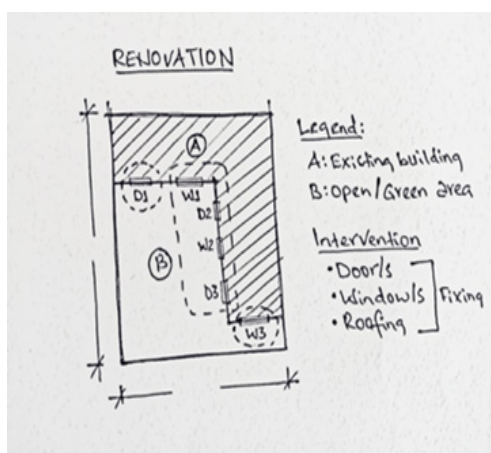 RENOVATION
A
D1
W1
D2
W2
B
D3
W3
Legend:
A: Existing building
B: Open/Green area
Intervention
• Door/s
• Window/s
• Roofing
Fixing